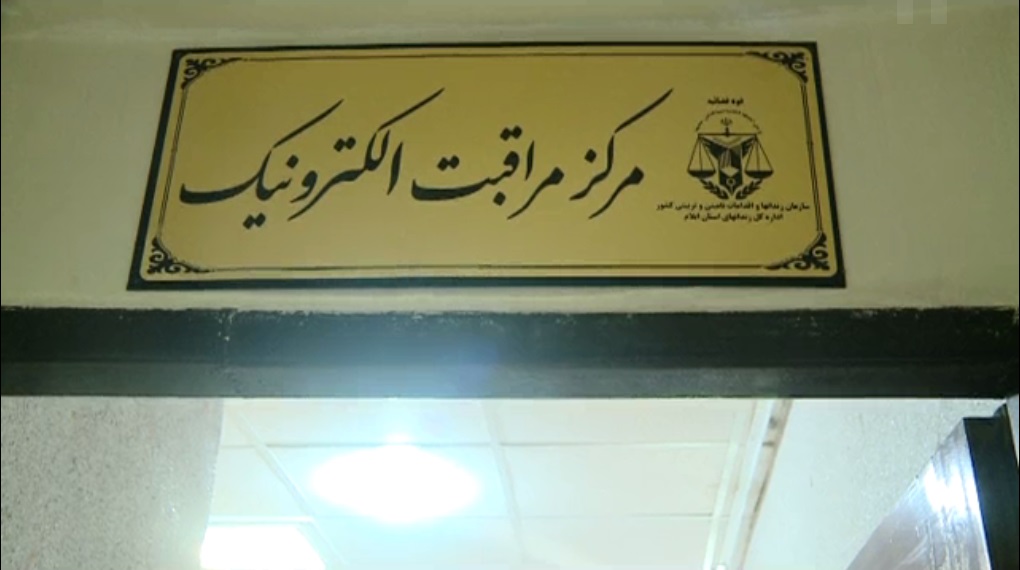 مرکز مراقبت الکترونیک
قوه قضائیه
سازمان زندانها و اقدامات تامینی و تربیتی کشور
اداره کل زندانهای استان ایلام